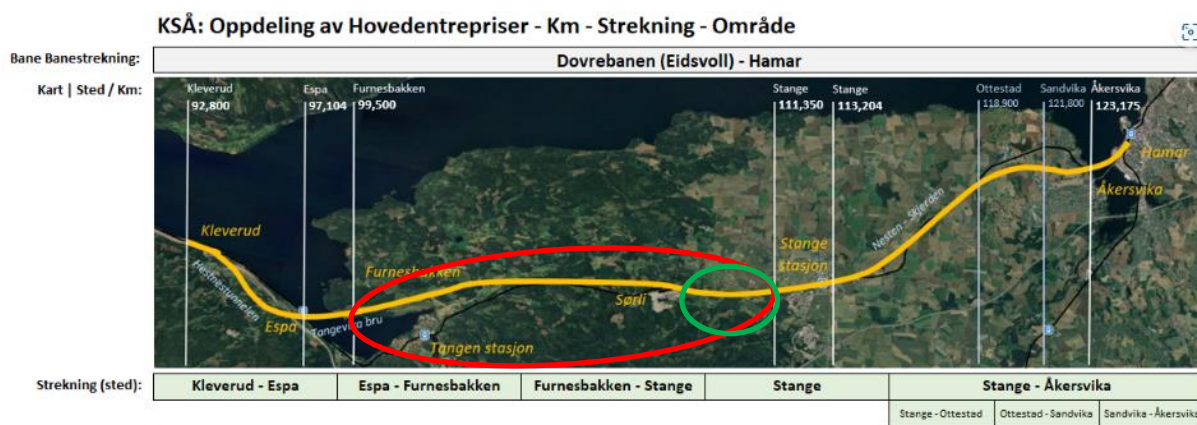 KSÅ: Oppdeling av Hovedentrepriser - Km - Strekning - Område
Bane Banestrekning:
Dovrebanen (Eidsvoll) - Hamar
Kart | Sted / Km:
Kleverud
92,800
Espa
97,104
Furnesbakken
99,500
Stange
111,350
Stange
113,204
Ottestad
118,900
Sandvika
121,800
Åkersvika
123,175
Hamar
Åkersvika
Nesten - Skjerden
Kleverud
Hestnestunnelen
Espa
Tangevika bru
Furnesbakken
Tangen stasjon
Sørli
Stange
stasjon
Strekning (sted):
Kleverud - Espa
Espa - Furnesbakken
Furnesbakken - Stange
Stange
Stange - Åkersvika
Stange - Ottestad
Ottestad - Sandvika
Sandvika - Åkersvika